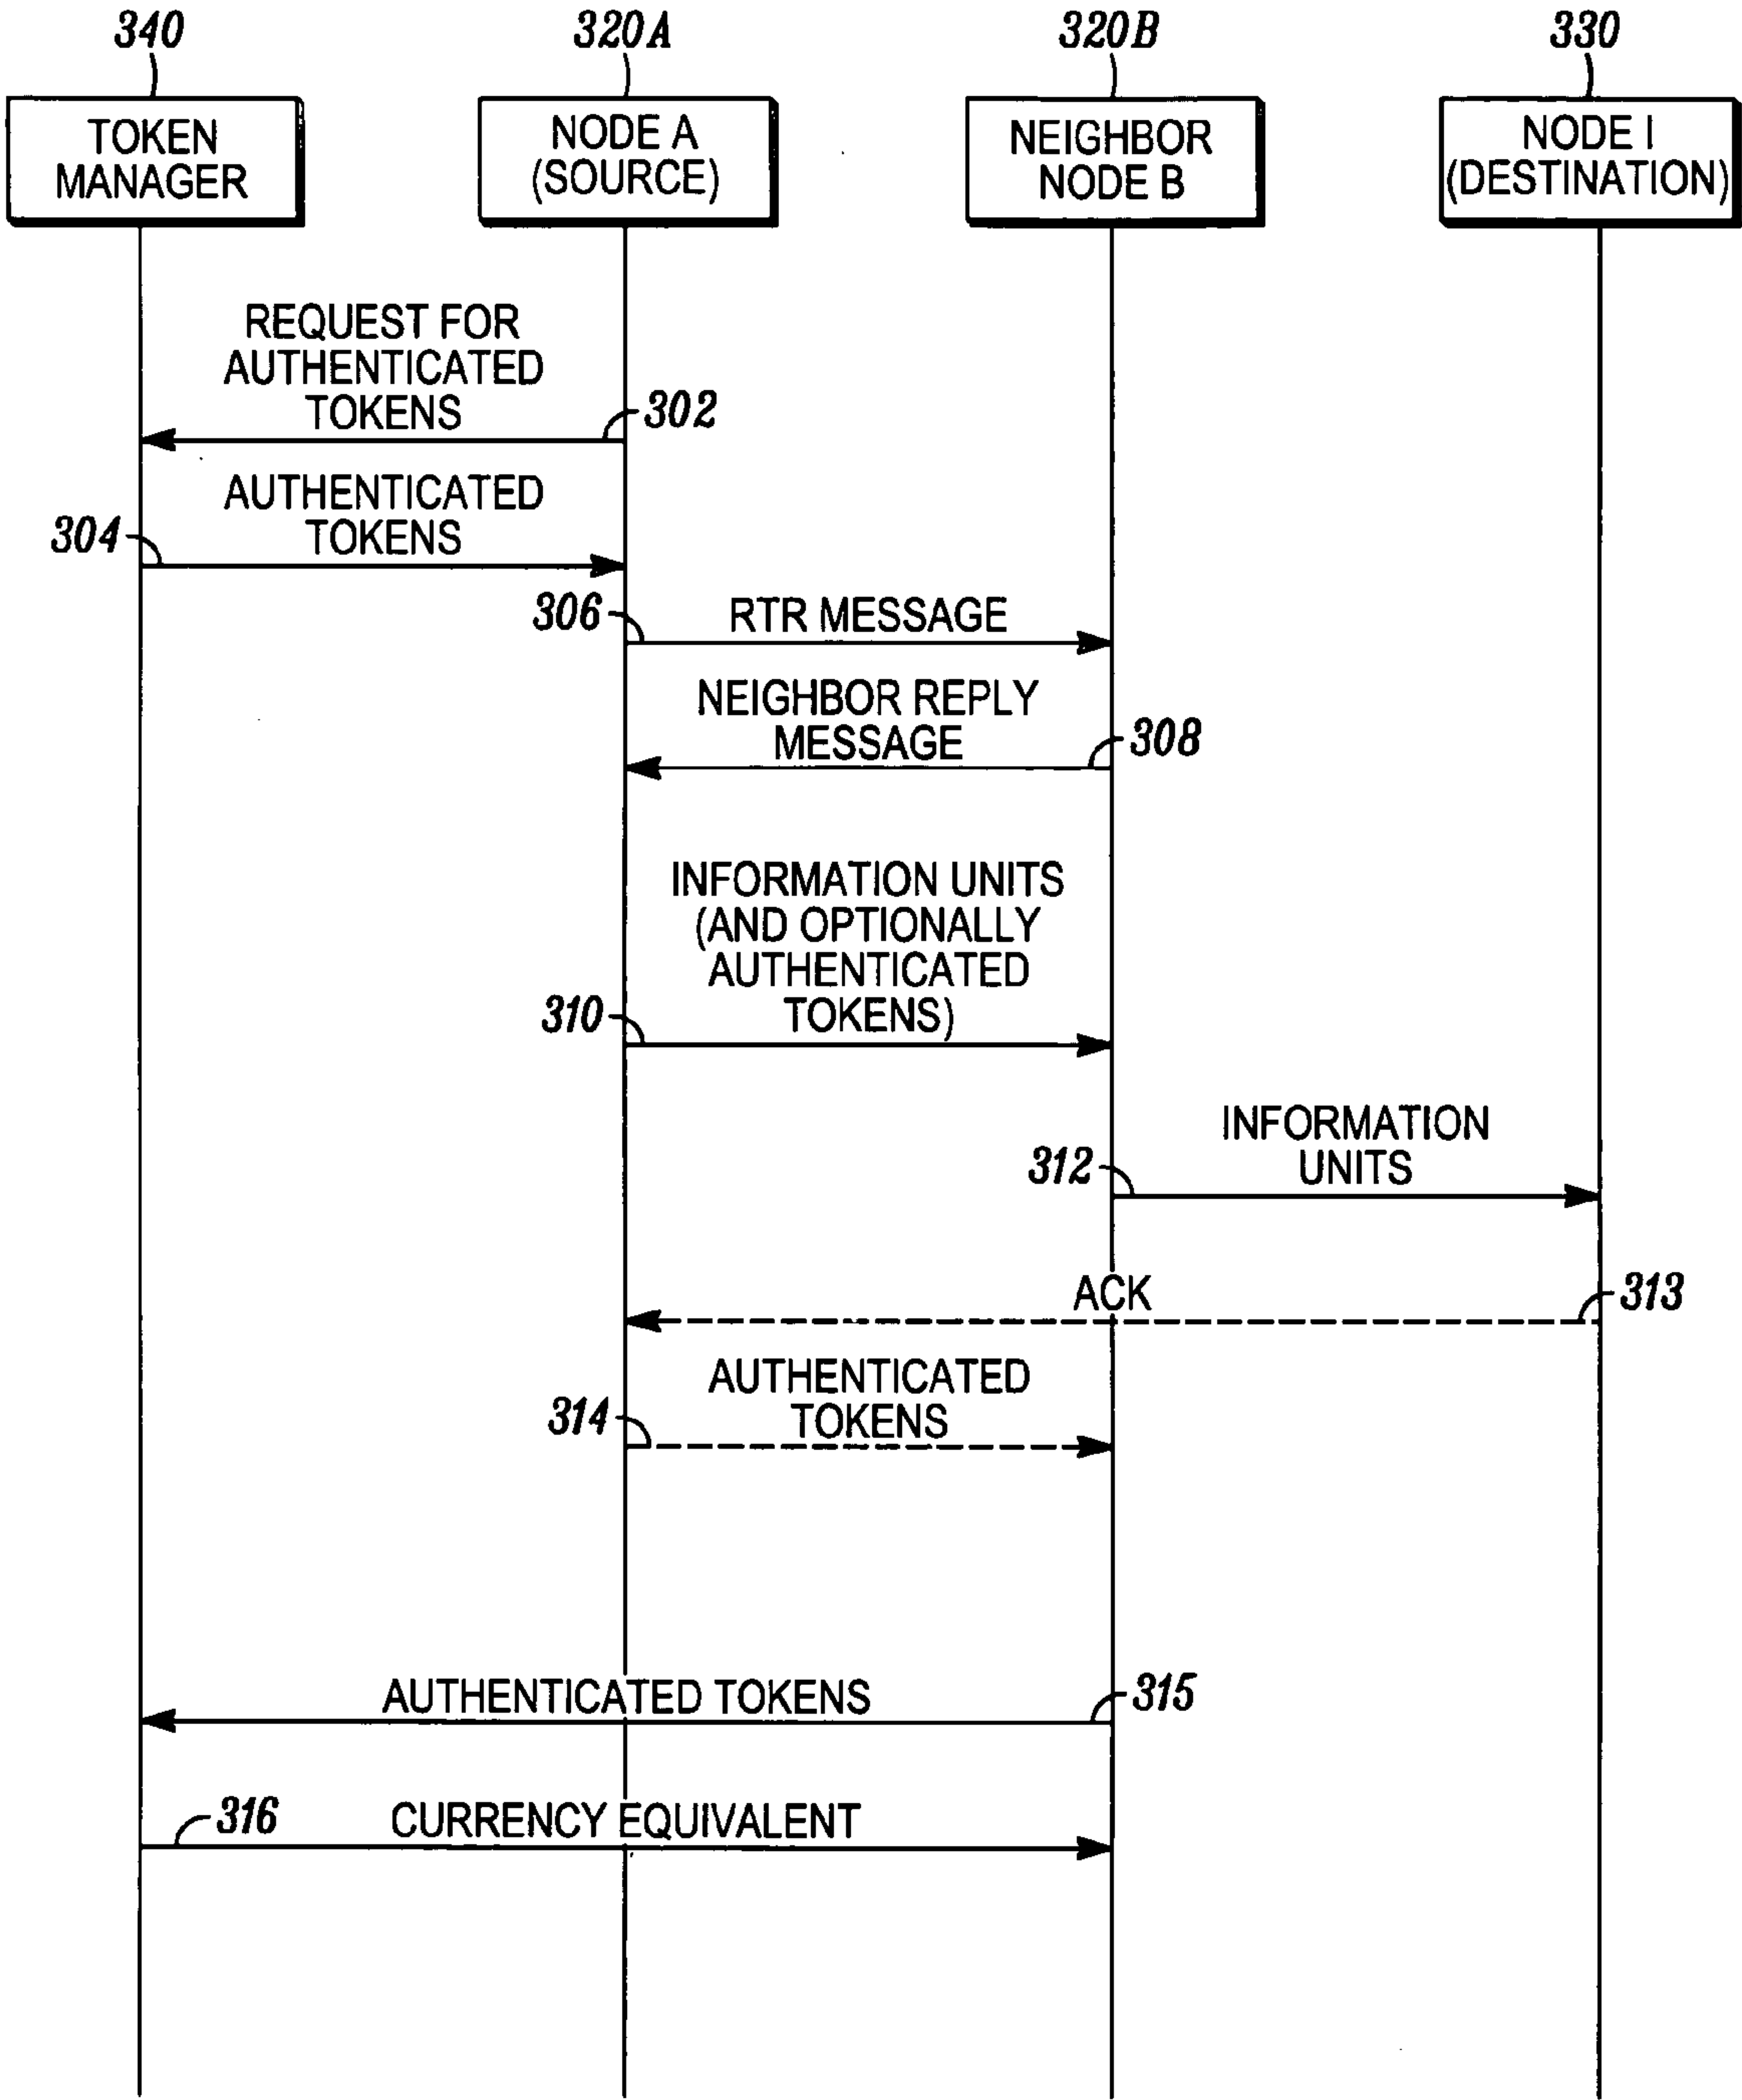 340
320A
320B
330
TOKEN
MANAGER
NODE A
(SOURCE)
NEIGHBOR
NODE B
NODE I
(DESTINATION)
REQUEST FOR
AUTHENTICATED
TOKENS
302
AUTHENTICATED
TOKENS
304
306
RTR MESSAGE
NEIGHBOR REPLY
MESSAGE
308
INFORMATION UNITS
(AND OPTIONALLY
AUTHENTICATED
TOKENS)
310
INFORMATION
UNITS
312
ACK
313
AUTHENTICATED
TOKENS
314
AUTHENTICATED TOKENS
315
316
CURRENCY EQUIVALENT